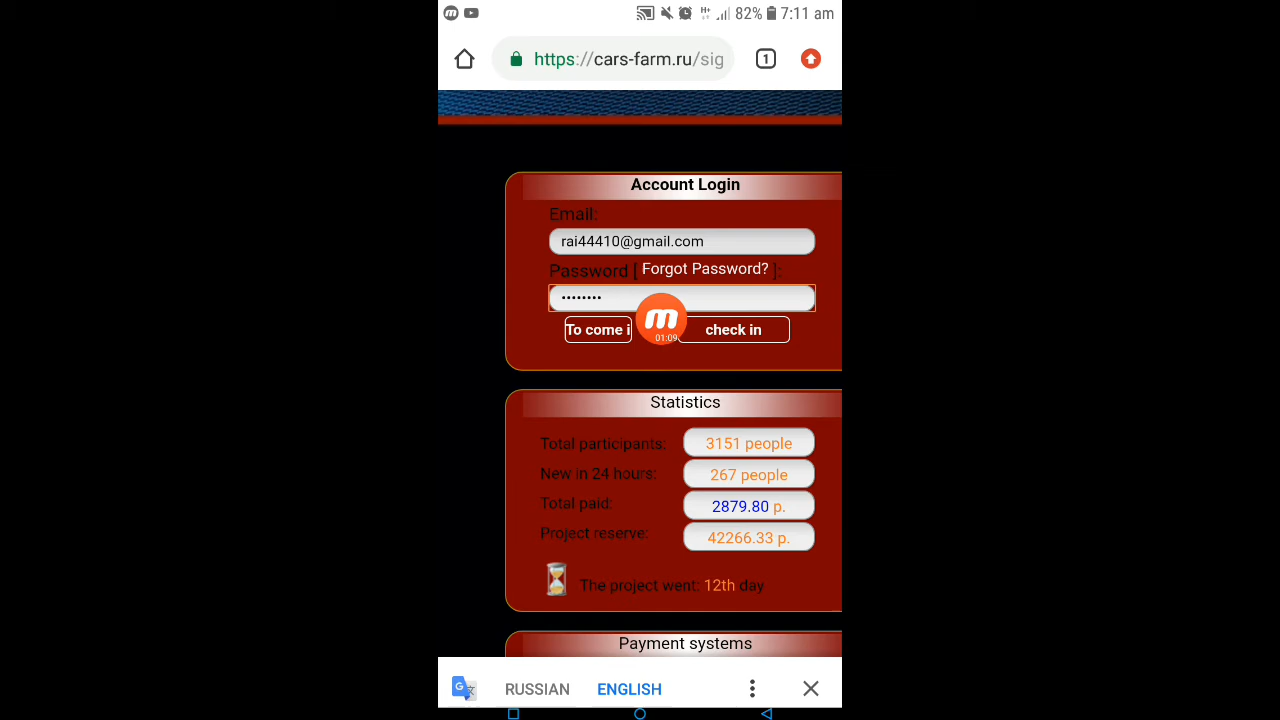 82% 7:11 am
https://cars-farm.ru/sig
1
Account Login
Email:
rai44410@gmail.com
Password [ Forgot Password? ]:
••••••••
To come i
check in
01:09
Statistics
Total participants: 3151 people
New in 24 hours: 267 people
Total paid: 2879.80 p.
Project reserve: 42266.33 p.
The project went: 12th day
Payment systems
RUSSIAN ENGLISH